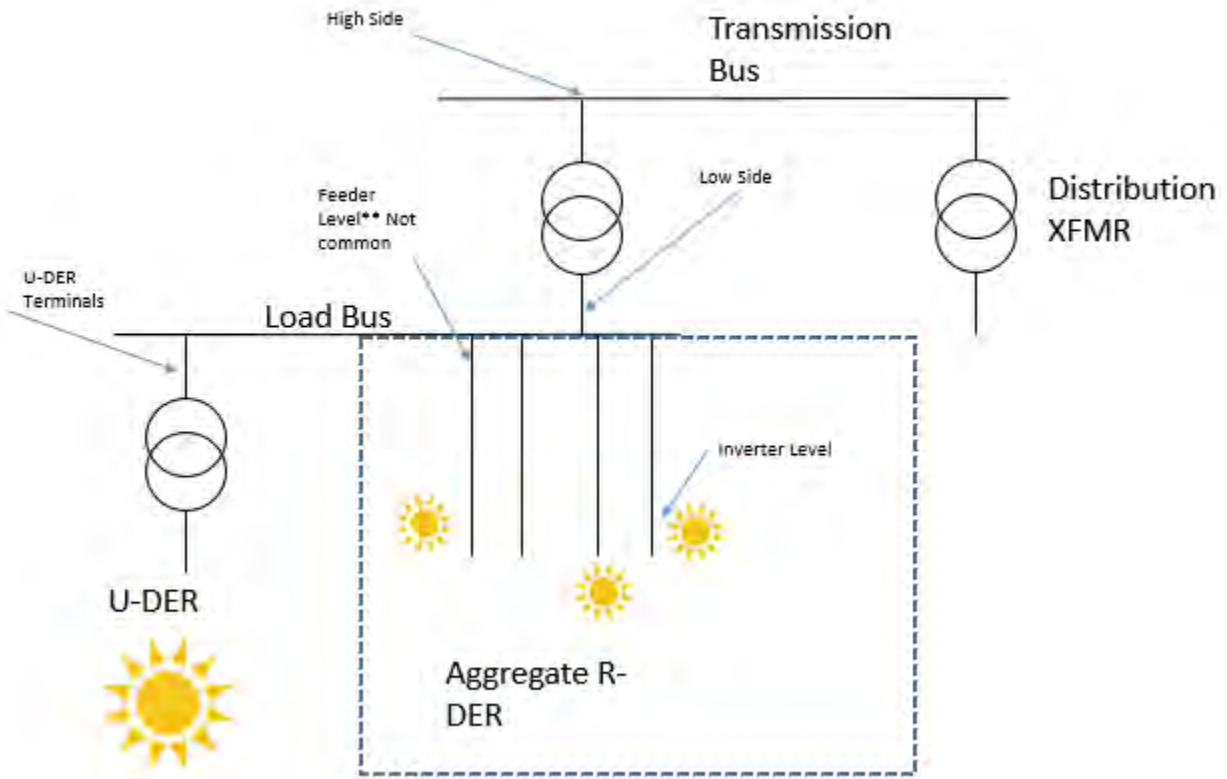 High Side
Transmission
Bus
Feeder
Level** Not
common
Low Side
Distribution
XFMR
U-DER
Terminals
Load Bus
Inverter Level
U-DER
Aggregate R-
DER